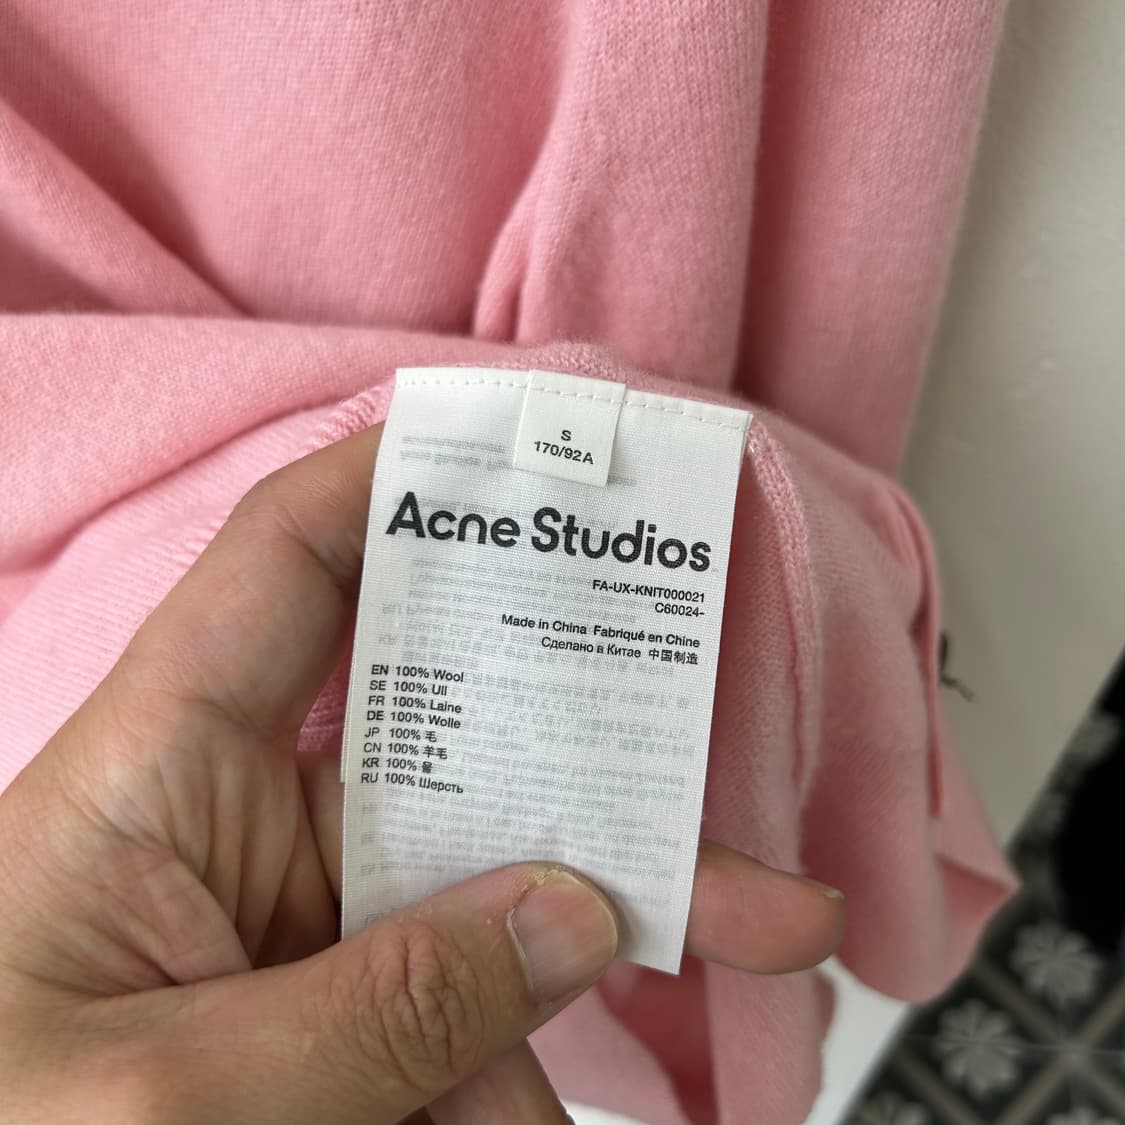 S
170/92A
Acne Studios
FA-UX-KNIT000021
C60024-
Made in China Fabriqué en Chine
Сделано в Китае 中国制造
EN 100% Wool
SE 100% Ull
FR 100% Laine
DE 100% Wolle
JP 100% 毛
CN 100% 羊毛
KR 100% 울
RU 100% Шерсть